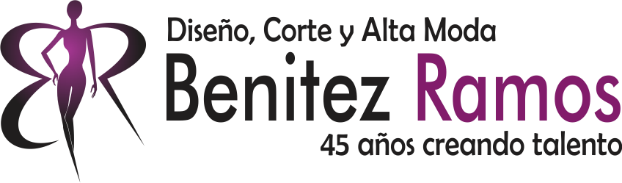 Diseño, Corte y Alta Moda
Benitez Ramos
45 años creando talento